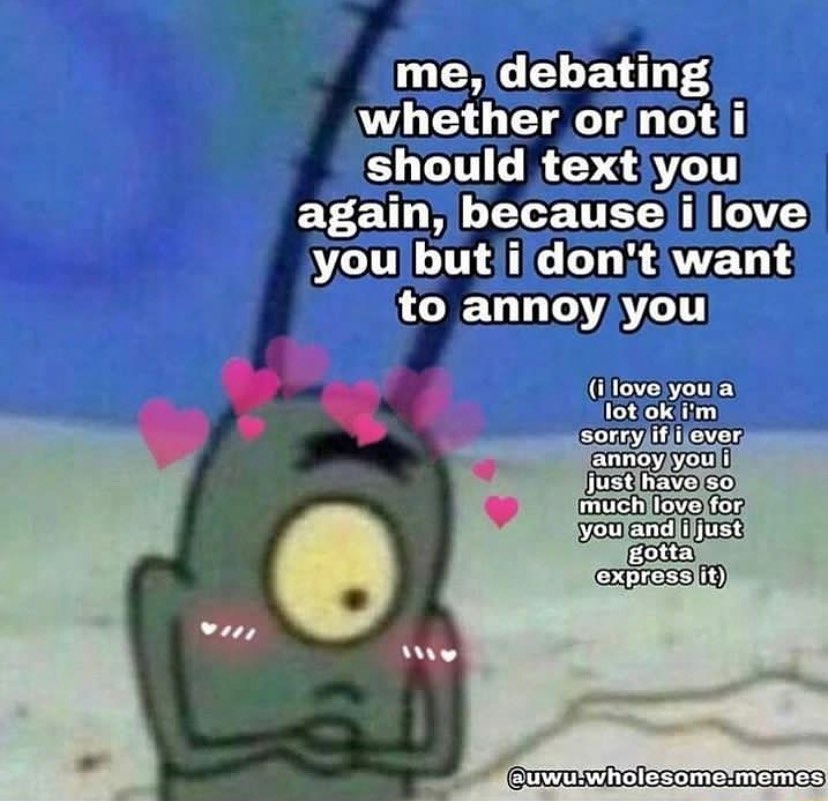 me, debating
whether or not i
should text you
again, because i love
you but i don't want
to annoy you
(i love you a
lot ok i'm
sorry if i ever
annoy you i
just have so
much love for
you and i just
gotta
express it)
@auwu.wholesome.memes